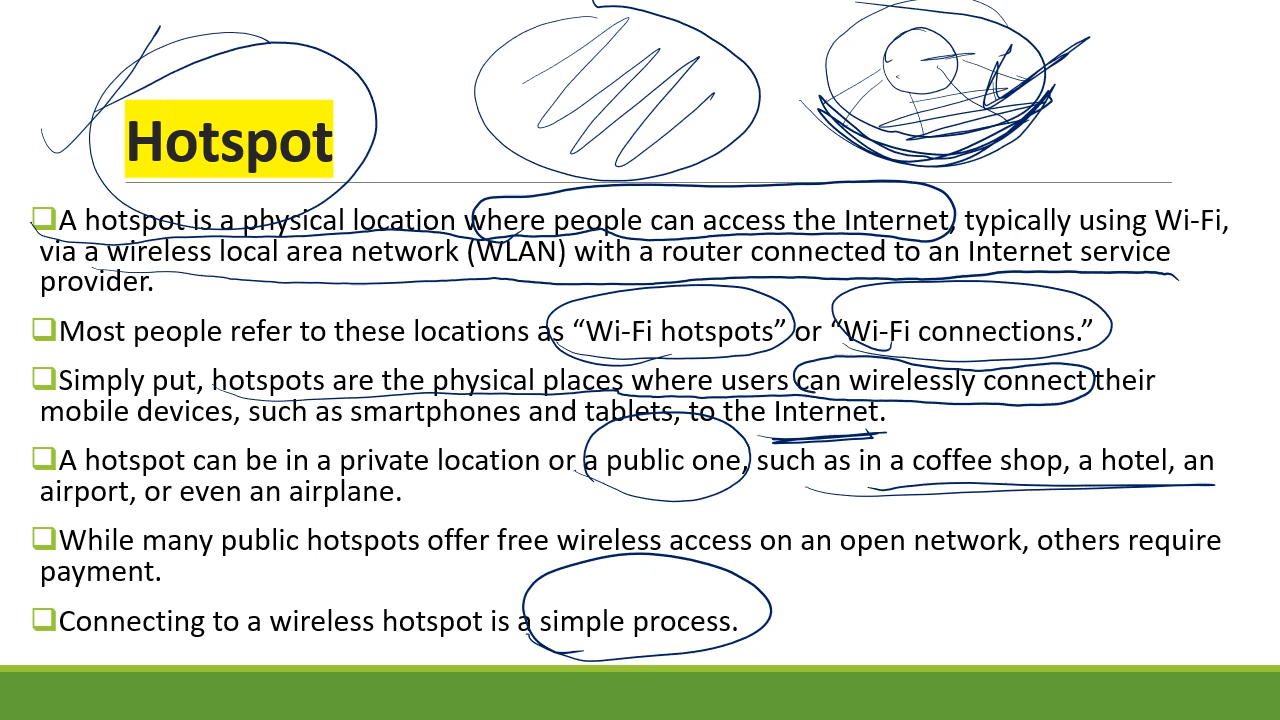 Hotspot
A hotspot is a physical location where people can access the Internet, typically using Wi-Fi,
via a wireless local area network (WLAN) with a router connected to an Internet service
provider.
Most people refer to these locations as “Wi-Fi hotspots” or “Wi-Fi connections.”
Simply put, hotspots are the physical places where users can wirelessly connect their
mobile devices, such as smartphones and tablets, to the Internet.
A hotspot can be in a private location or a public one, such as in a coffee shop, a hotel, an
airport, or even an airplane.
While many public hotspots offer free wireless access on an open network, others require
payment.
Connecting to a wireless hotspot is a simple process.